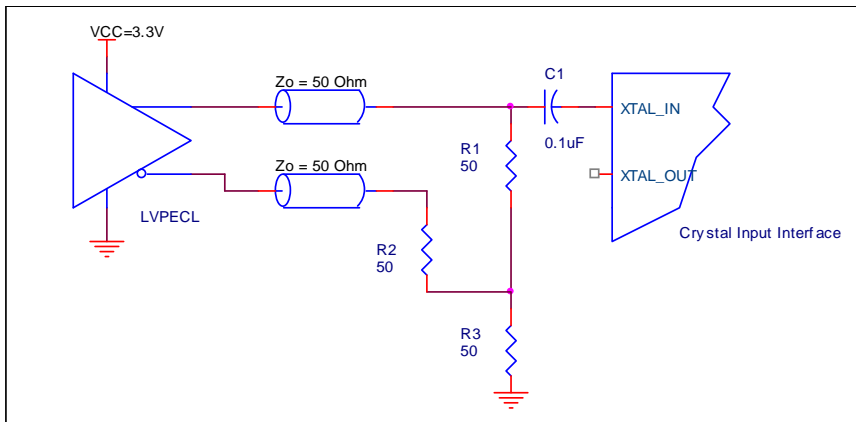 VCC=3.3V
Zo = 50 Ohm
C1
0.1uF
XTAL_IN
R1
50
Zo = 50 Ohm
XTAL_OUT
LVPECL
Crystal Input Interface
R2
50
R3
50